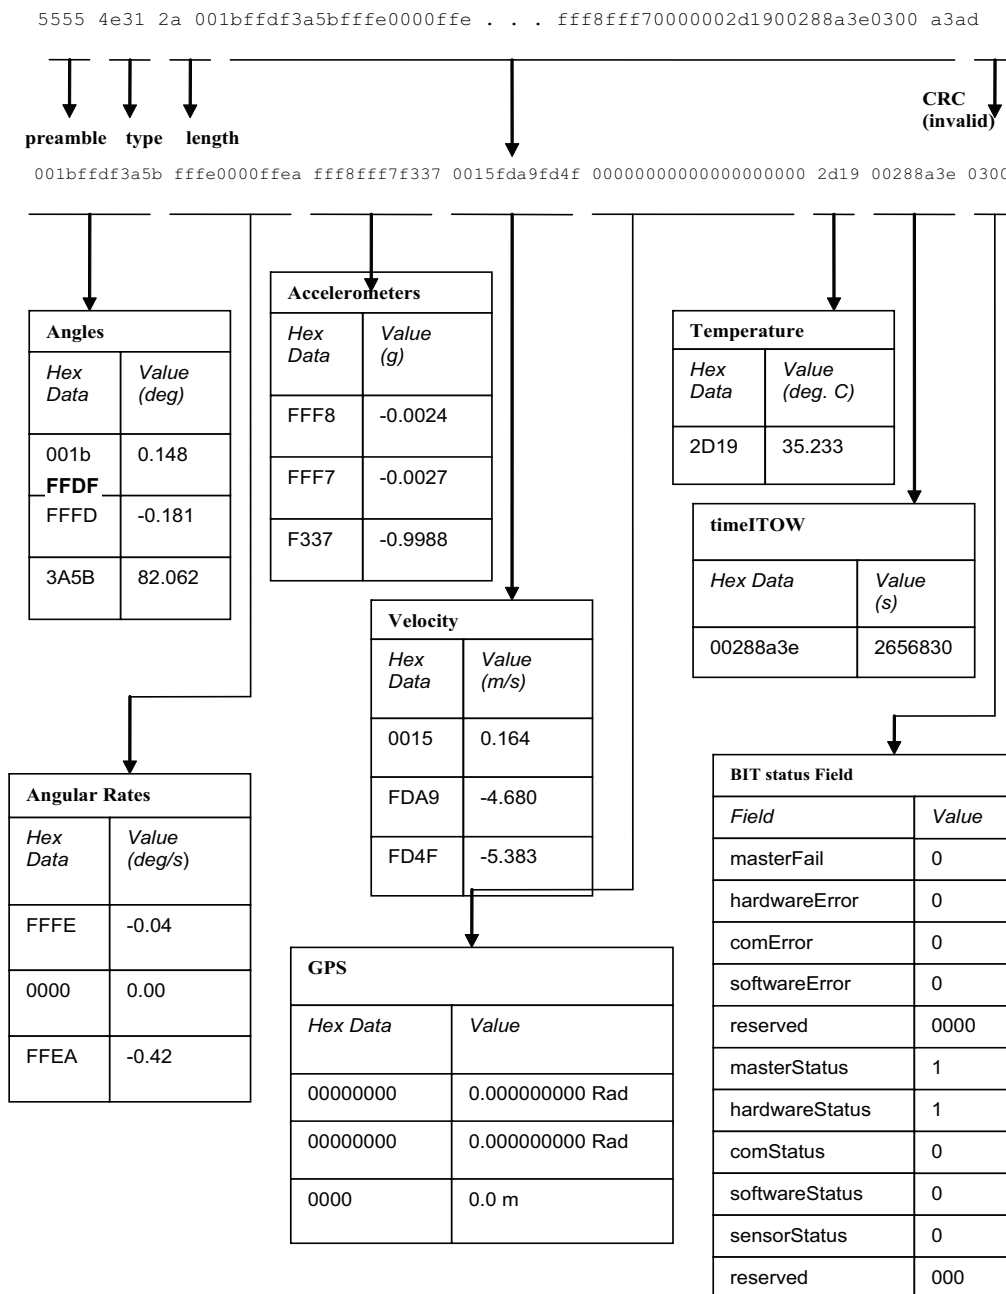 5555 4e31 2a 001bffdf3a5bfffe0000ffe . . . fff8fff70000002d1900288a3e0300 a3ad
CRC
(invalid)
preamble type length
001bffdf3a5b fffe0000ffea fff8fff7f337 0015fda9fd4f 00000000000000000000 2d19 00288a3e 0300
Angles
Hex Data Value (deg)
001b 0.148
FFDF
FFFD -0.181
3A5B 82.062
Accelerometers
Hex Data Value (g)
FFF8 -0.0024
FFF7 -0.0027
F337 -0.9988
Temperature
Hex Data Value (deg. C)
2D19 35.233
timeITOW
Hex Data Value (s)
00288a3e 2656830
Velocity
Hex Data Value (m/s)
0015 0.164
FDA9 -4.680
FD4F -5.383
Angular Rates
Hex Data Value (deg/s)
FFFE -0.04
0000 0.00
FFEA -0.42
GPS
Hex Data Value
00000000 0.000000000 Rad
00000000 0.000000000 Rad
0000 0.0 m
BIT status Field
Field Value
masterFail 0
hardwareError 0
comError 0
softwareError 0
reserved 0000
masterStatus 1
hardwareStatus 1
comStatus 0
softwareStatus 0
sensorStatus 0
reserved 000